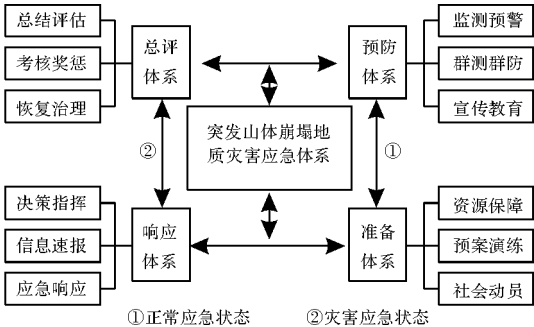 总结评估
考核奖惩
恢复治理
总评
体系
预防
体系
监测预警
群测群防
宣传教育
突发山体崩塌地
质灾害应急体系
②
①
决策指挥
信息速报
应急响应
响应
体系
准备
体系
资源保障
预案演练
社会动员
①正常应急状态
②灾害应急状态